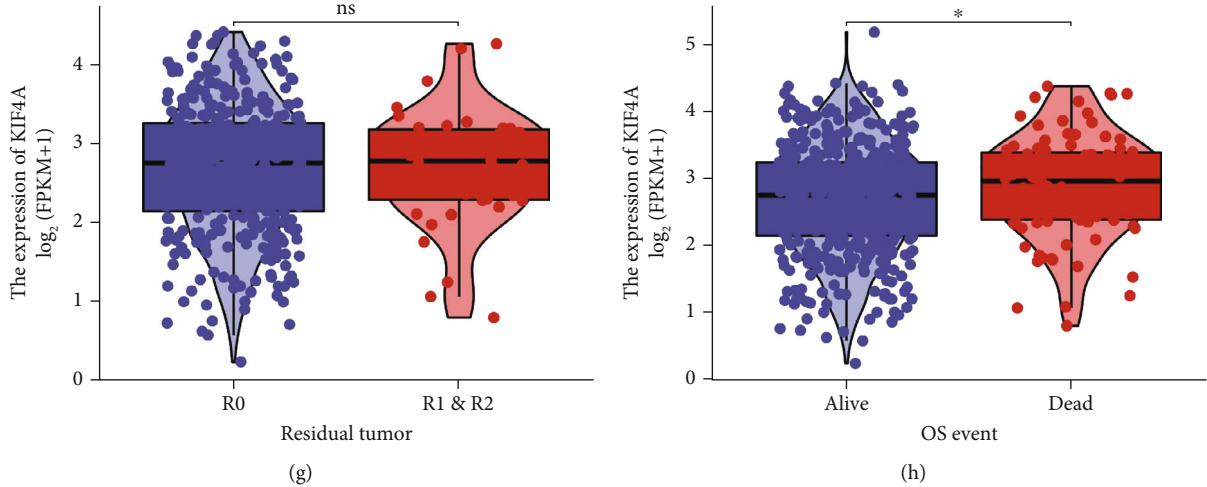 ns
The expression of KIF4A
log2 (FPKM+1)
4
3
2
1
0
R0
R1 & R2
Residual tumor
(g)
*
The expression of KIF4A
log2 (FPKM+1)
5
4
3
2
1
0
Alive
Dead
OS event
(h)